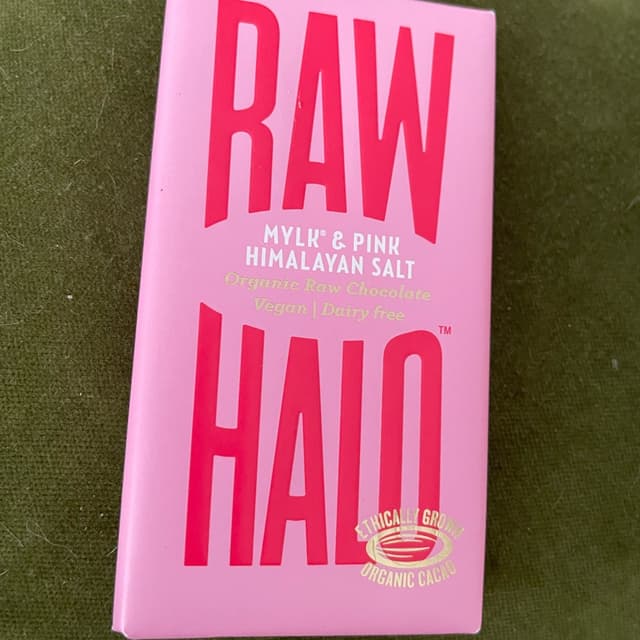 RAW
MYLK® & PINK
HIMALAYAN SALT
Organic Raw Chocolate
Vegan | Dairy free
HALO™
ETHICALLY GROWN
ORGANIC CACAO